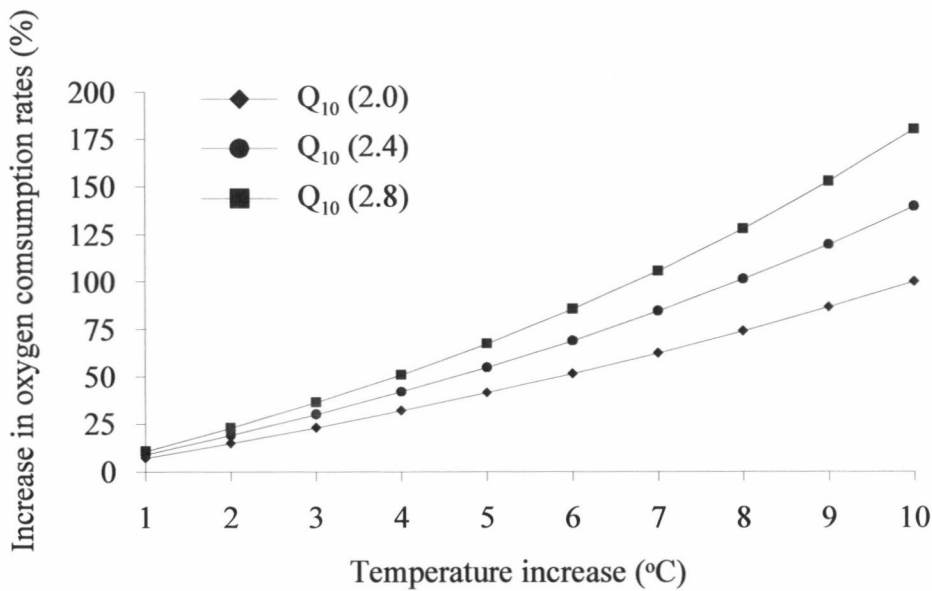 Increase in oxygen comsumption rates (%)
200
175
150
125
100
75
50
25
0
Q₁₀ (2.0)
Q₁₀ (2.4)
Q₁₀ (2.8)
1 2 3 4 5 6 7 8 9 10
Temperature increase (ºC)